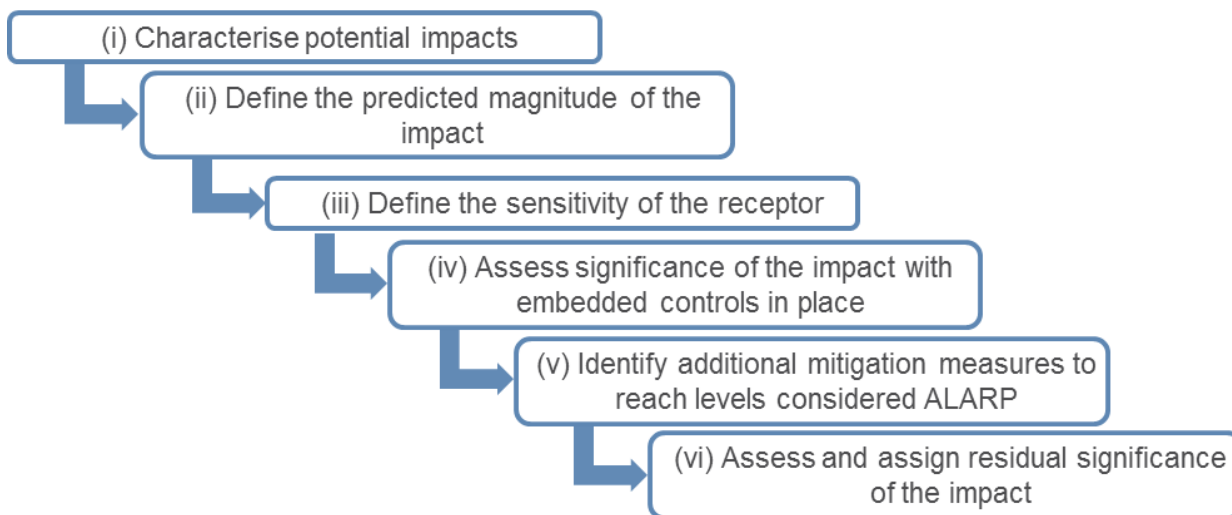 (i) Characterise potential impacts
(ii) Define the predicted magnitude of the
impact
(iii) Define the sensitivity of the receptor
(iv) Assess significance of the impact with
embedded controls in place
(v) Identify additional mitigation measures to
reach levels considered ALARP
(vi) Assess and assign residual significance
of the impact